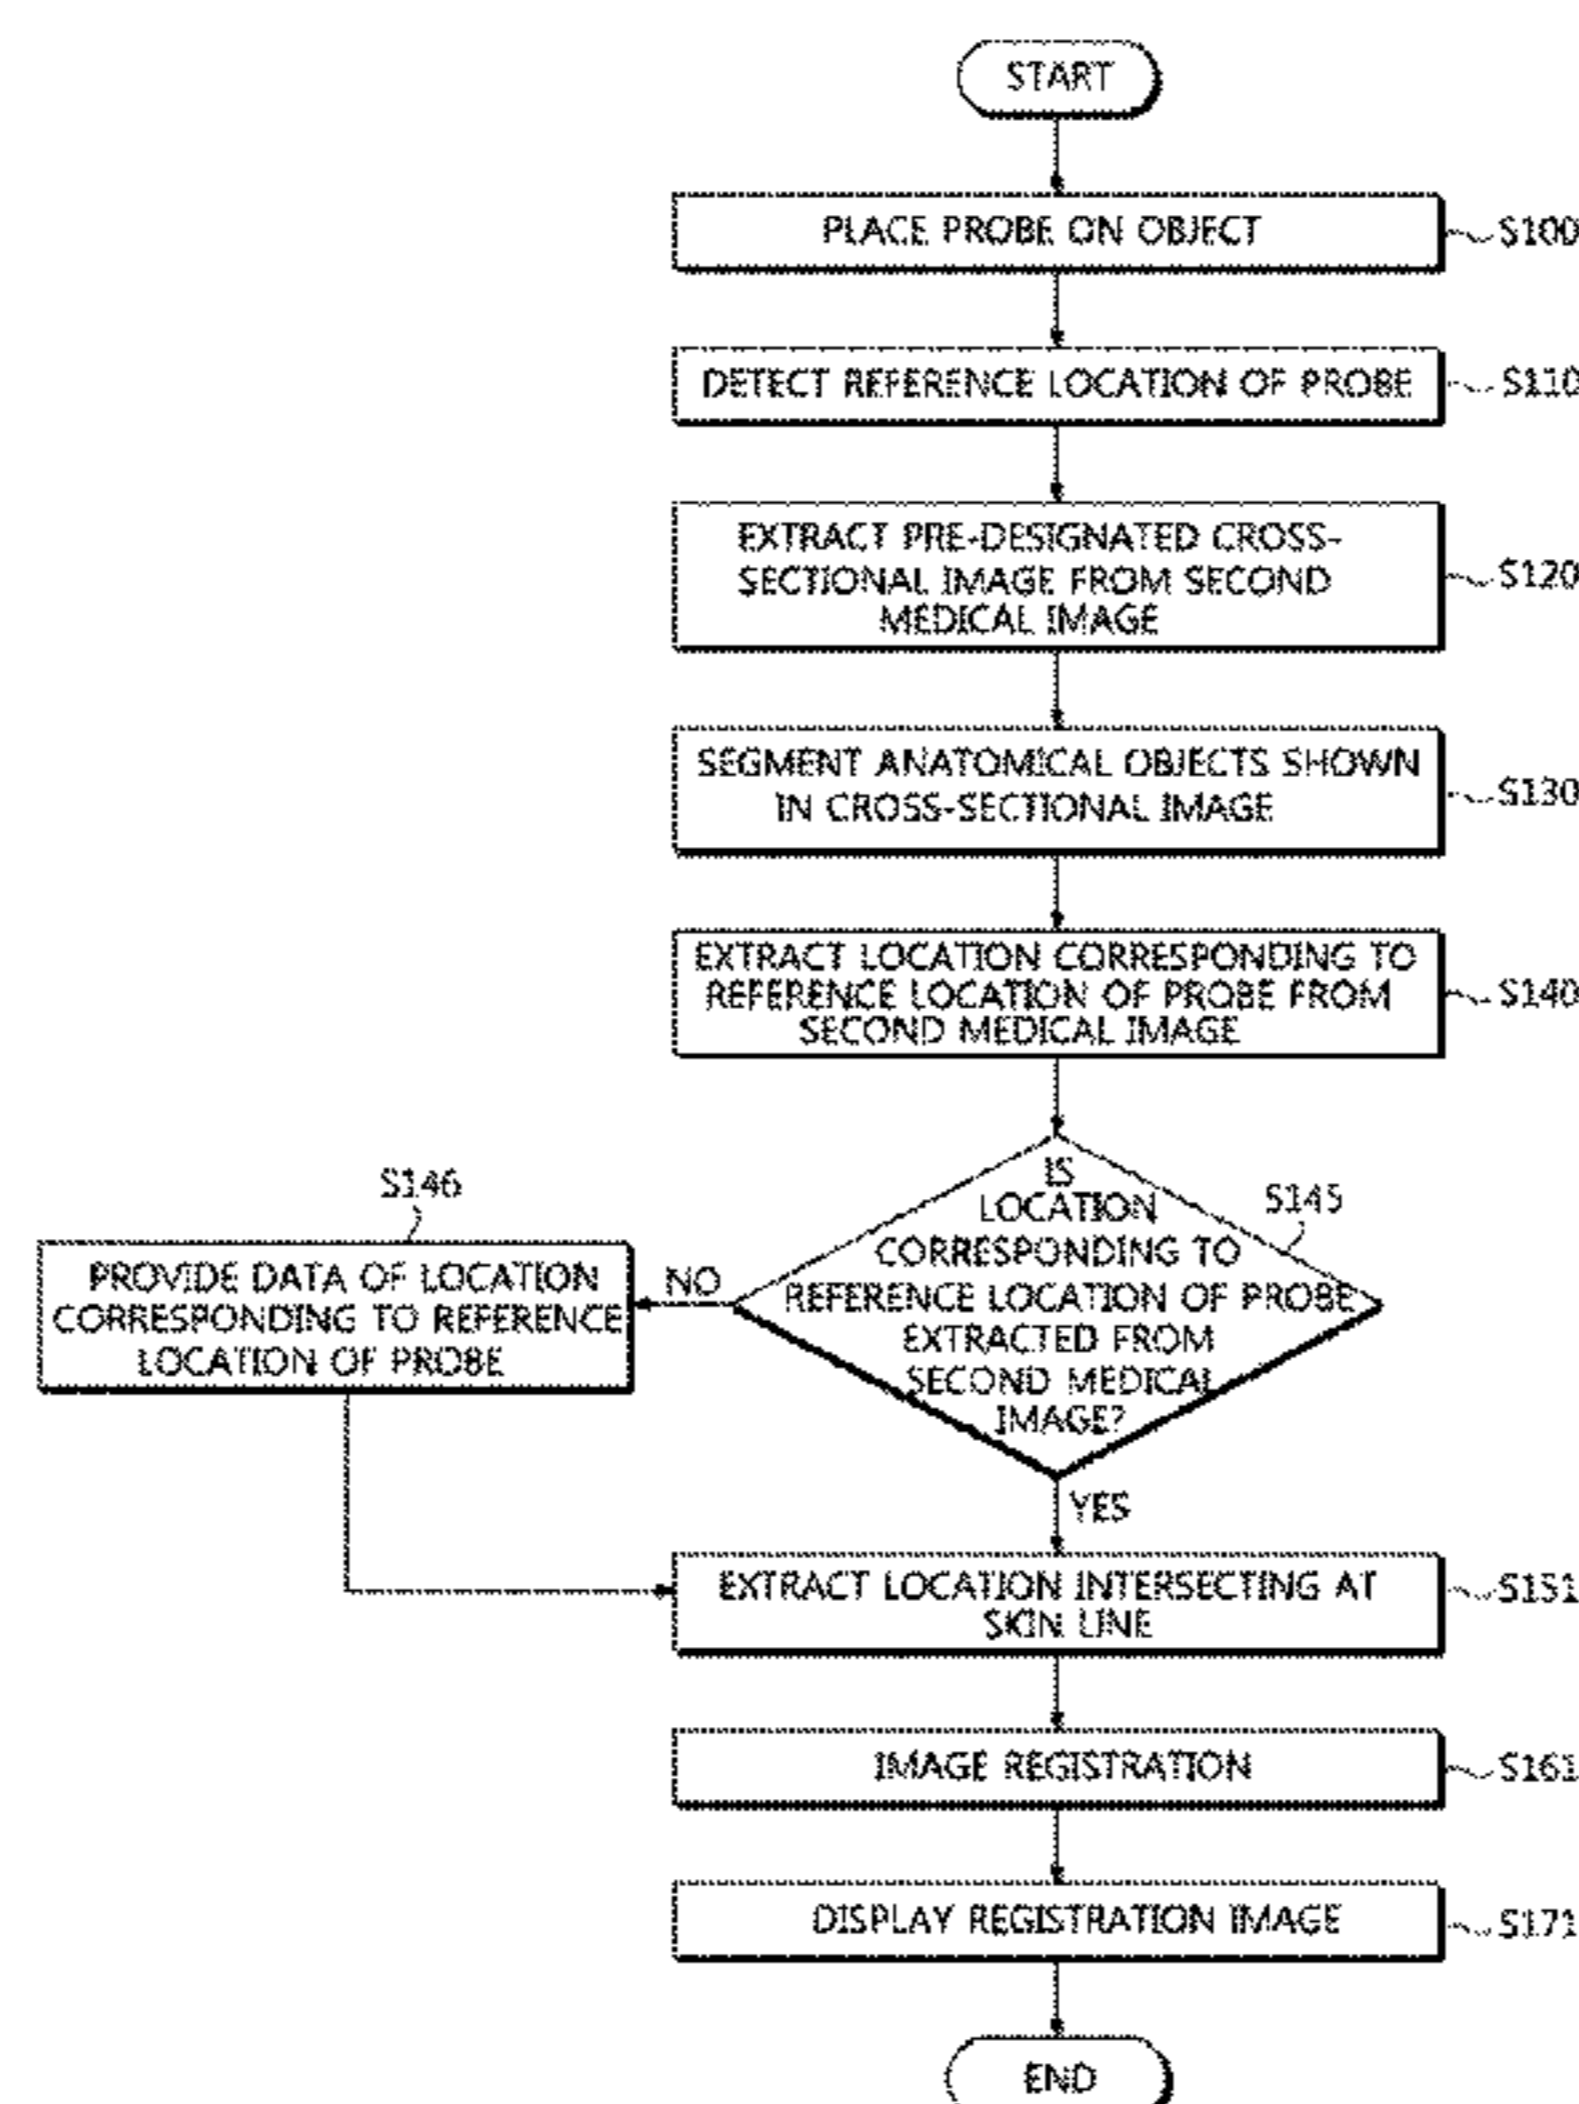 START
PLACE PROBE ON OBJECT
S100
DETECT REFERENCE LOCATION OF PROBE
S110
EXTRACT PRE-DESIGNATED CROSS-
SECTIONAL IMAGE FROM SECOND
MEDICAL IMAGE
S120
SEGMENT ANATOMICAL OBJECTS SHOWN
IN CROSS-SECTIONAL IMAGE
S130
EXTRACT LOCATION CORRESPONDING TO
REFERENCE LOCATION OF PROBE FROM
SECOND MEDICAL IMAGE
S140
IS
LOCATION
CORRESPONDING TO
REFERENCE LOCATION OF PROBE
EXTRACTED FROM
SECOND MEDICAL
IMAGE?
S145
NO
S146
PROVIDE DATA OF LOCATION
CORRESPONDING TO REFERENCE
LOCATION OF PROBE
YES
EXTRACT LOCATION INTERSECTING AT
SKIN LINE
S151
IMAGE REGISTRATION
S161
DISPLAY REGISTRATION IMAGE
S171
END